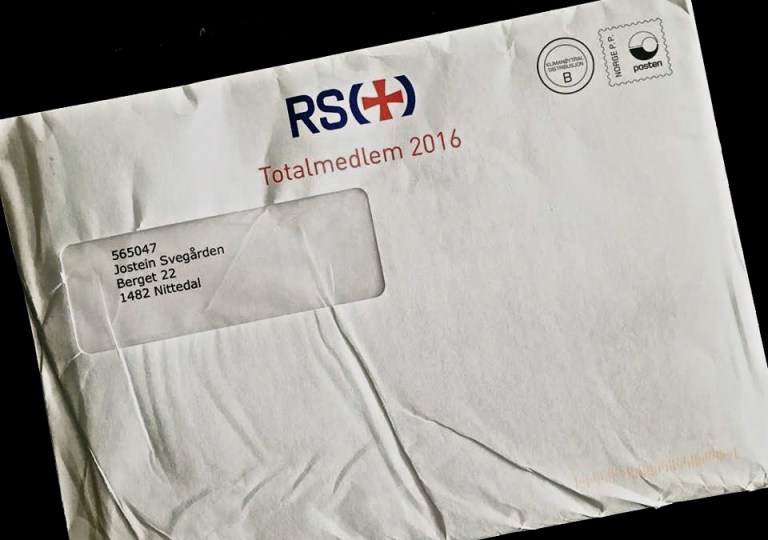 KLIMANØYTRAL
DISTRIBUSJON
B
NORGE P. P.
posten
RS(+)
Totalmedlem 2016
565047
Jostein Svegården
Berget 22
1482 Nittedal